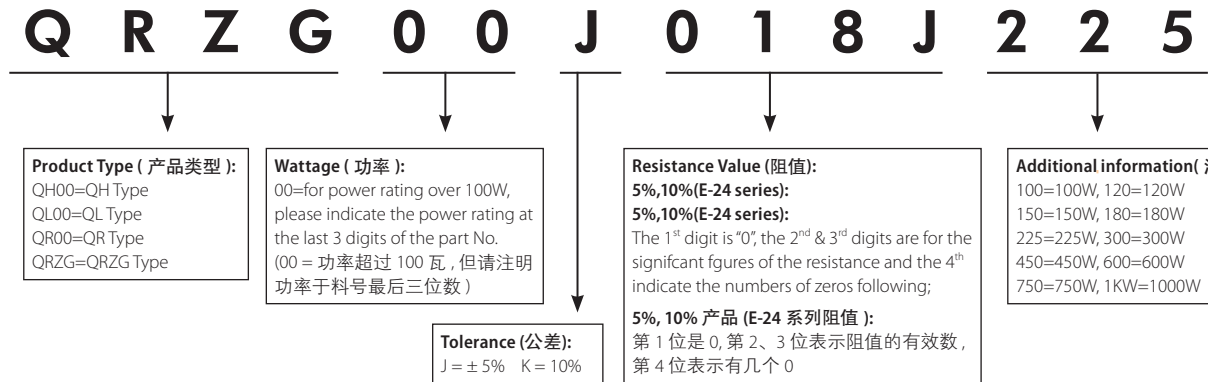 Q R Z G 0 0 J 0 1 8 J 2 2 5
Product Type ( 产品类型 ):
QH00=QH Type
QL00=QL Type
QR00=QR Type
QRZG=QRZG Type
Wattage ( 功率 ):
00=for power rating over 100W,
please indicate the power rating at
the last 3 digits of the part No.
(00 = 功率超过 100 瓦 , 但请注明
功率于料号最后三位数 )
Tolerance (公差):
J = ± 5% K = 10%
Resistance Value (阻值):
5%,10%(E-24 series):
5%,10%(E-24 series):
The 1st digit is "0", the 2nd & 3rd digits are for the
signifcant fgures of the resistance and the 4th
indicate the numbers of zeros following;
5%, 10% 产品 (E-24 系列阻值 ):
第 1 位是 0, 第 2、3 位表示阻值的有效数 ,
第 4 位表示有几个 0
Additional information(
100=100W, 120=120W
150=150W, 180=180W
225=225W, 300=300W
450=450W, 600=600W
750=750W, 1KW=1000W